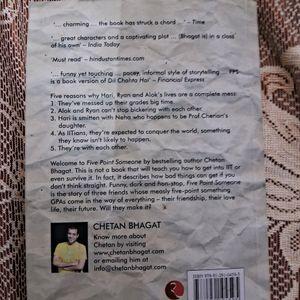 '... charming ... the book has struck a chord ...' – Time
'... great characters and a captivating plot ... (Bhagat is) in a class
of his own' – India Today
'Must read' – hindustantimes.com
'... funny yet touching ... pacey, informal style of storytelling ... FPS
is a book version of Dil Chahta Hai' – Financial Express
Five reasons why Hari, Ryan and Alok's lives are a complete mess:
1. They've messed up their grades big time.
2. Alok and Ryan can't stop bickering with each other.
3. Hari is smitten with Neha who happens to be Prof Cherian's
daughter.
4. As IITians, they're expected to conquer the world, something
they know isn't likely to happen.
5. They're with each other.
Welcome to Five Point Someone by bestselling author Chetan
Bhagat. This is not a book that will teach you how to get into IIT or
even survive it. In fact, it describes how bad things can get if you
don't think straight. Funny, dark and non-stop, Five Point Someone is
the story of three friends whose measly five-point something
GPAs come in the way of everything – their friendship, their love
life, their future. Will they make it?
CHETAN BHAGAT
Know more about
Chetan by visiting
www.chetanbhagat.com
or emailing him at
info@chetanbhagat.com